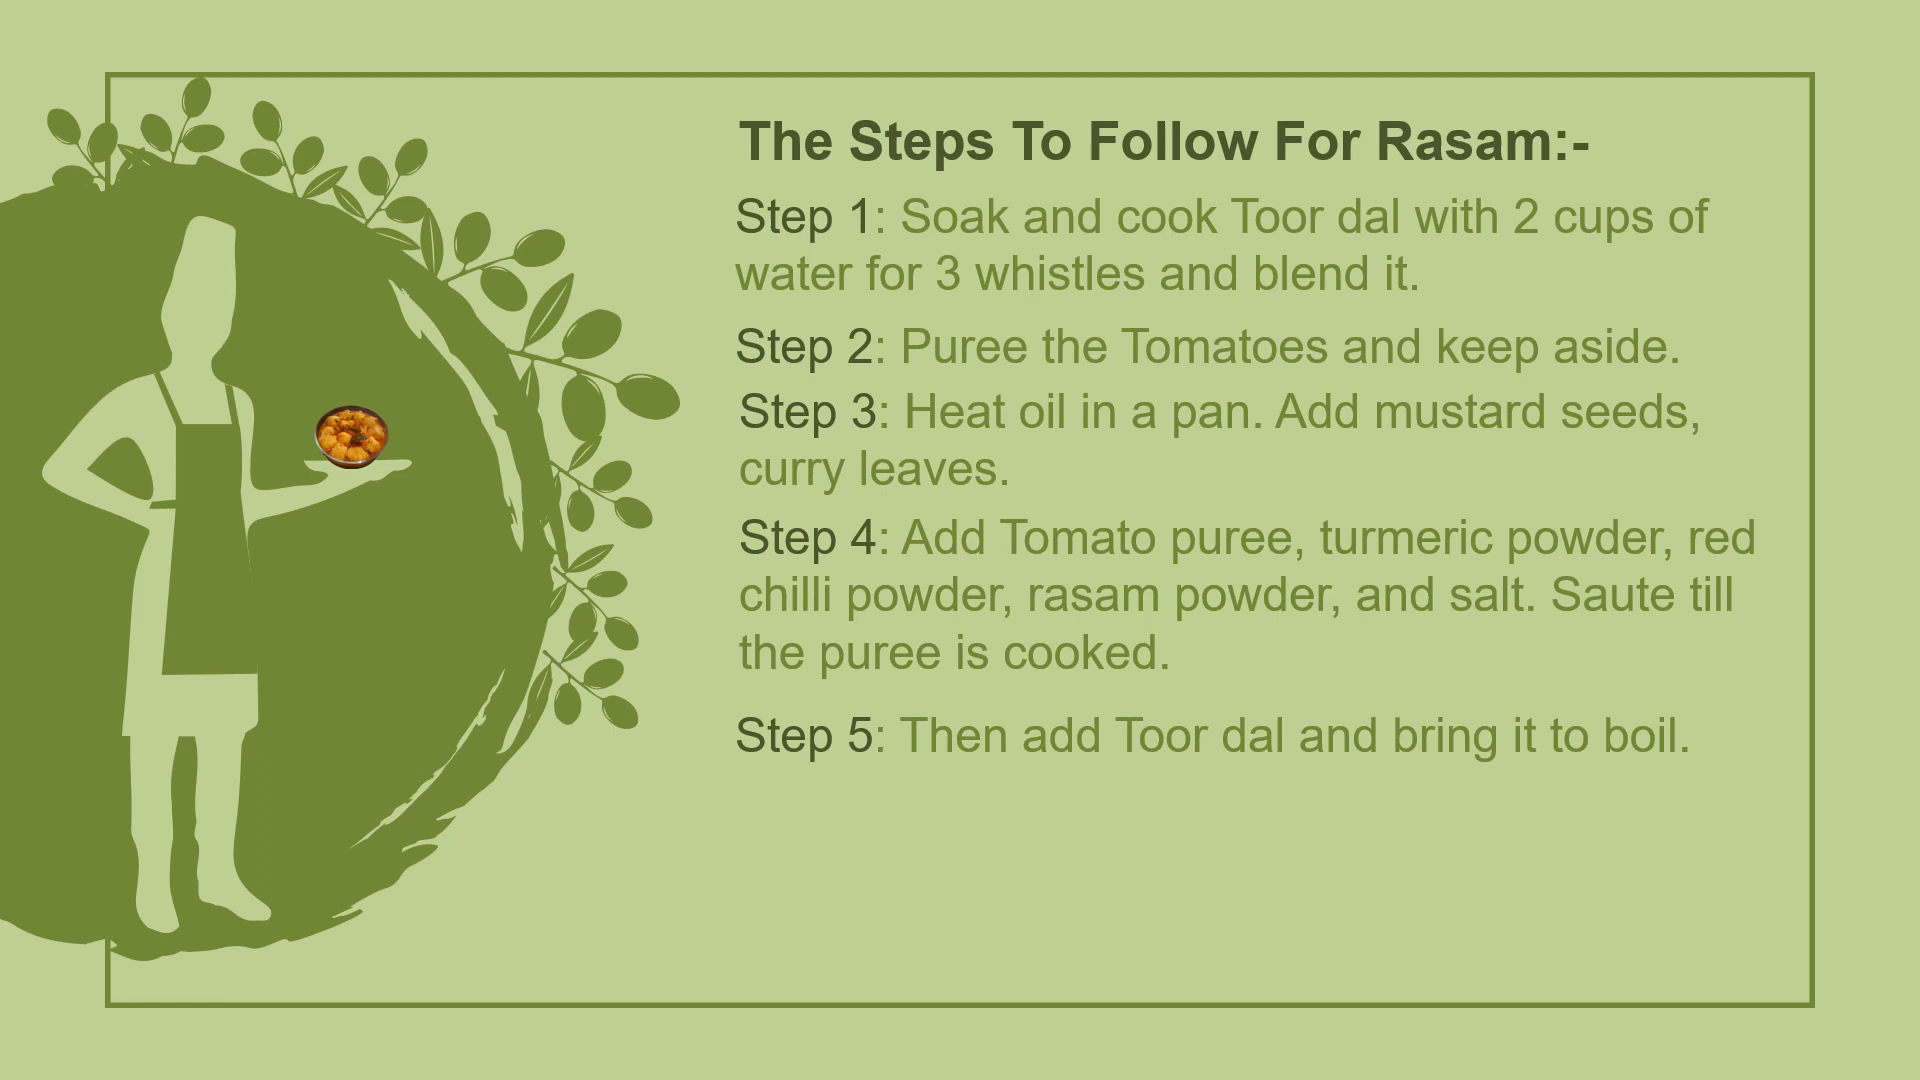 The Steps To Follow For Rasam:-
Step 1: Soak and cook Toor dal with 2 cups of
water for 3 whistles and blend it.
Step 2: Puree the Tomatoes and keep aside.
Step 3: Heat oil in a pan. Add mustard seeds,
curry leaves.
Step 4: Add Tomato puree, turmeric powder, red
chilli powder, rasam powder, and salt. Saute till
the puree is cooked.
Step 5: Then add Toor dal and bring it to boil.